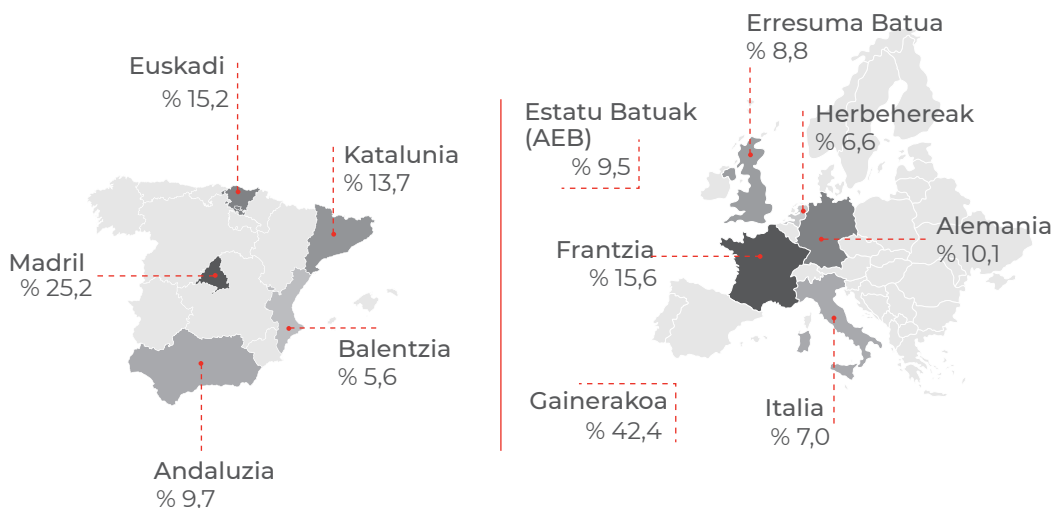 Euskadi
% 15,2
Katalunia
% 13,7
Madril
% 25,2
Balentzia
% 5,6
Andaluzia
% 9,7
Erresuma Batua
% 8,8
Estatu Batuak
(AEB)
% 9,5
Herbehereak
% 6,6
Frantzia
% 15,6
Alemania
% 10,1
Gainerakoa
% 42,4
Italia
% 7,0